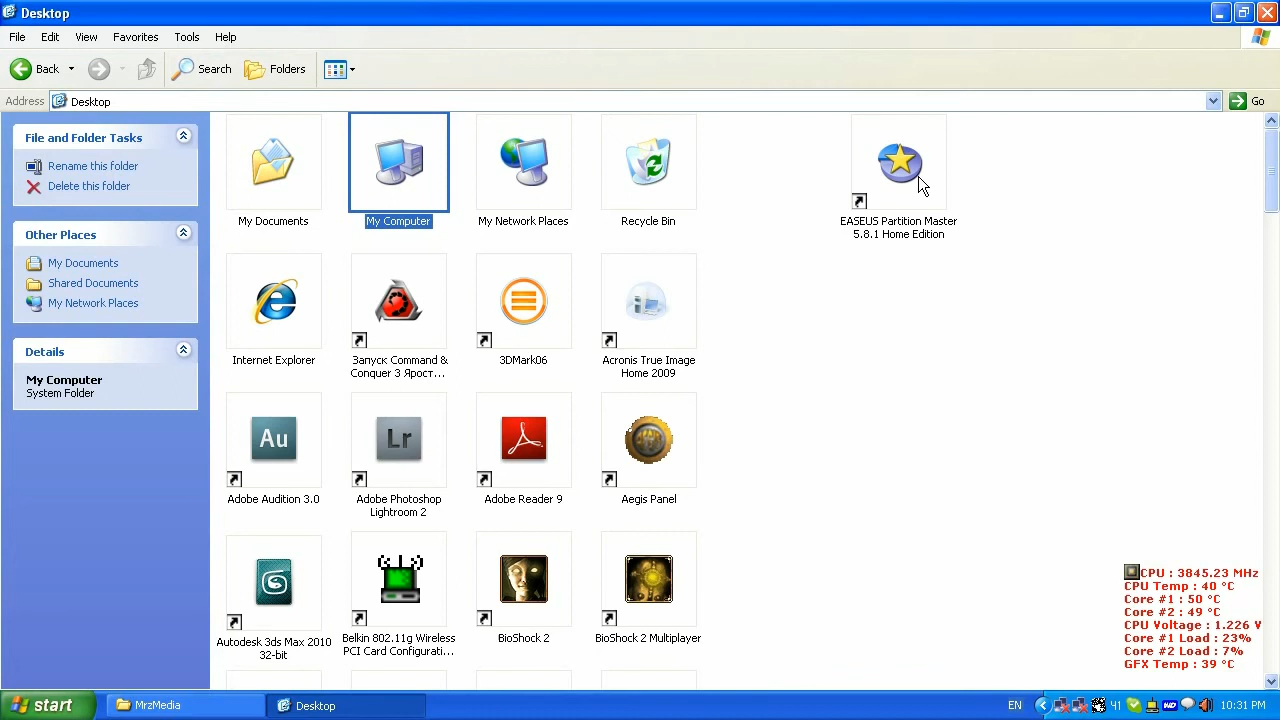 Desktop
File Edit View Favorites Tools Help
Back Search Folders
Address Desktop Go
File and Folder Tasks
Rename this folder
Delete this folder
Other Places
My Documents
Shared Documents
My Network Places
Details
My Computer
System Folder
My Documents
My Computer
My Network Places
Recycle Bin
EASEUS Partition Master
5.8.1 Home Edition
Internet Explorer
Запуск Command &
Conquer 3 Ярост...
3DMark06
Acronis True Image
Home 2009
Au
Adobe Audition 3.0
Lr
Adobe Photoshop
Lightroom 2
Adobe Reader 9
Aegis Panel
Autodesk 3ds Max 2010
32-bit
Belkin 802.11g Wireless
PCI Card Configurati...
BioShock 2
BioShock 2 Multiplayer
CPU : 3845.23 MHz
CPU Temp : 40 °C
Core #1 : 50 °C
Core #2 : 49 °C
CPU Voltage : 1.226 V
Core #1 Load : 23%
Core #2 Load : 7%
GFX Temp : 39 °C
start MrzMedia Desktop EN 41 10:31 PM